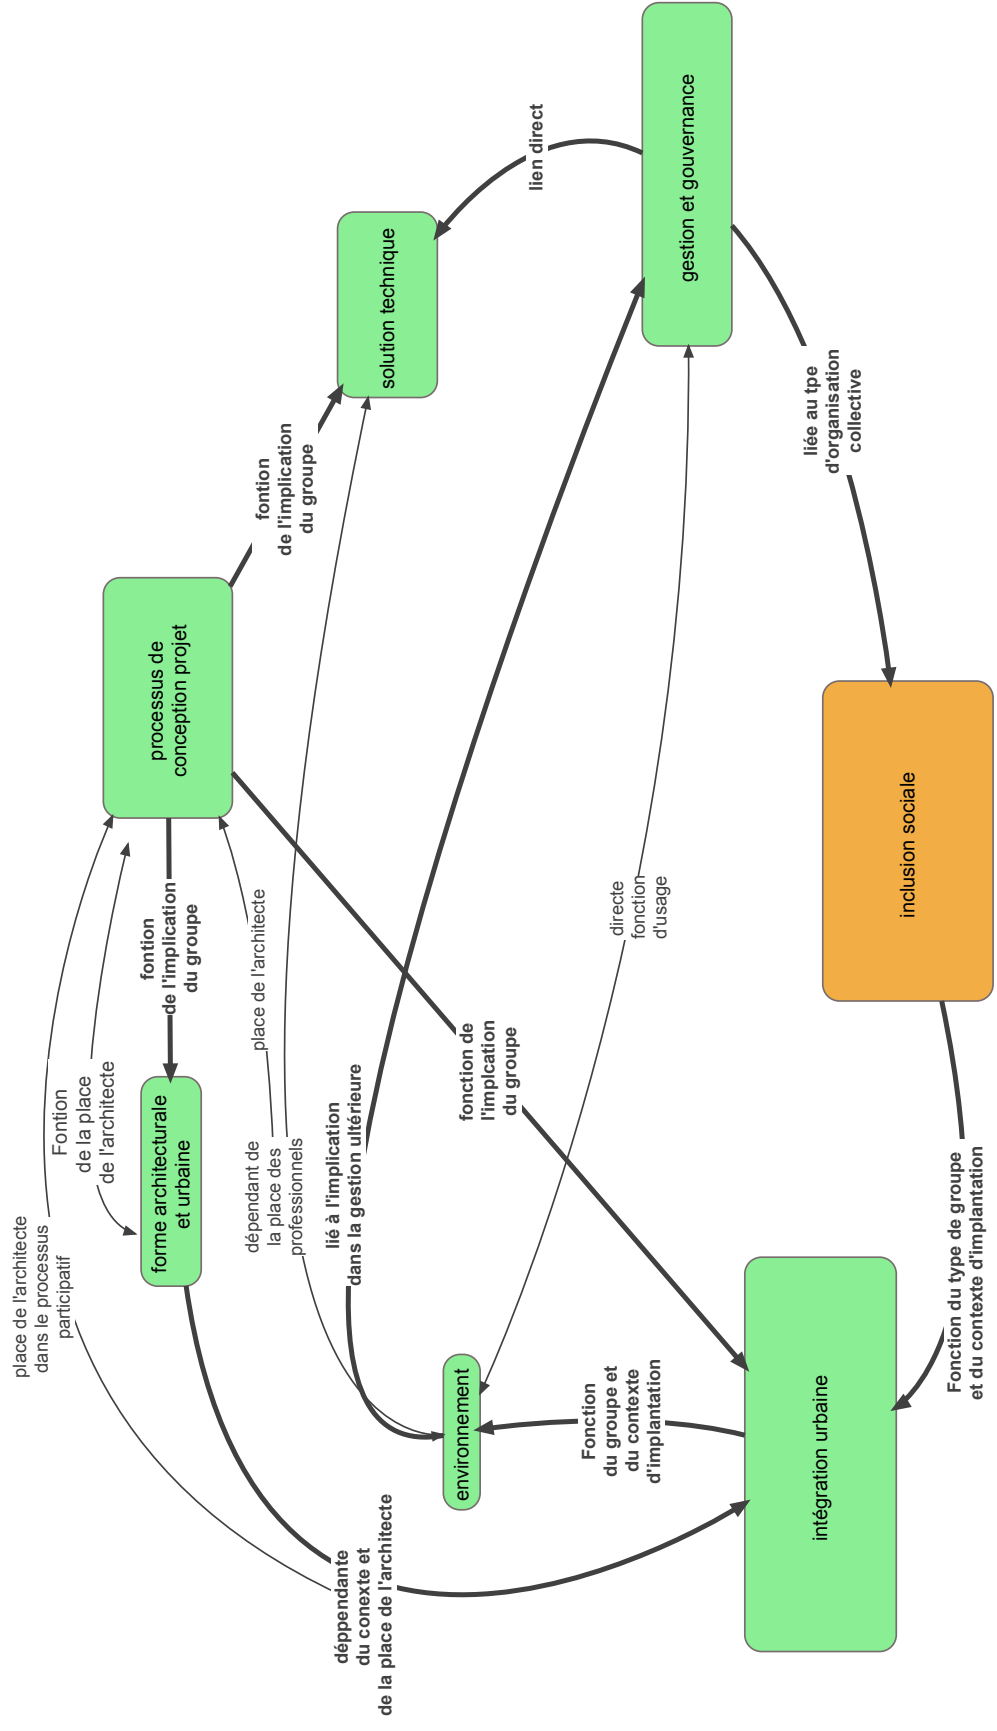 processus de
conception projet
solution technique
gestion et gouvernance
inclusion sociale
intégration urbaine
environnement
forme architecturale
et urbaine
place de l'architecte
dans le processus
participatif
Fontion
de la place
de l'architecte
fontion
de l'implication
du groupe
place de l'architecte
dépendant de
la place des
professionnels
fontion
de l'implication
du groupe
lien direct
lié à l'implication
dans la gestion ultérieure
fonction de
l'implcation
du groupe
directe
fonction
d'usage
liée au tpe
d'organisation
collective
Fonction du type de groupe
et du contexte d'implantation
Fonction
du groupe et
du contexte
d'implantation
déppendante
du conexte et
de la place de l'architecte